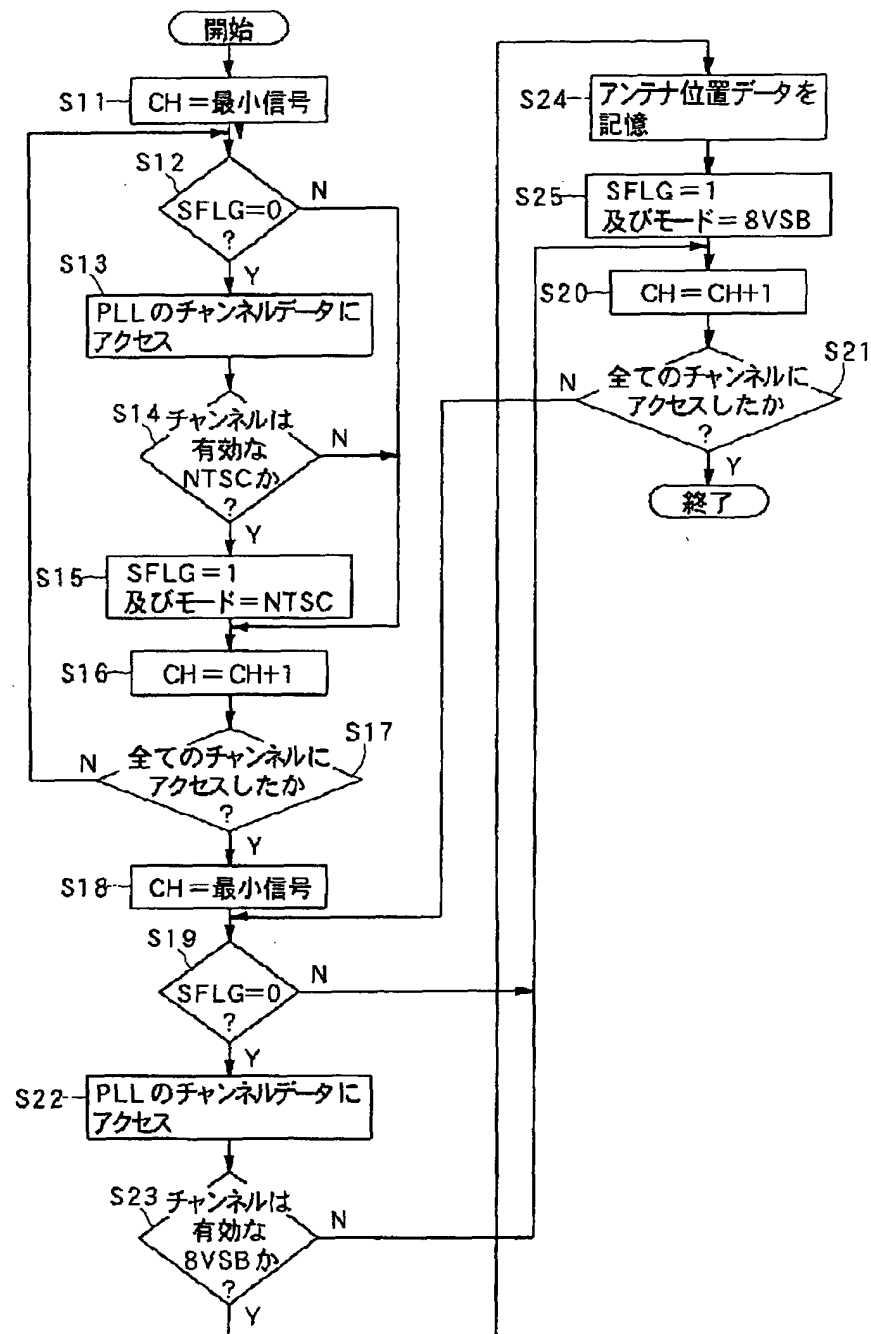 開始
S11
CH=最小信号
S12
SFLG=0
?
N
Y
S13
PLLのチャンネルデータに
アクセス
S14
チャンネルは
有効な
NTSCか
?
N
Y
S15
SFLG=1
及びモード=NTSC
S16
CH=CH+1
S17
全てのチャンネルに
アクセスしたか
?
N
Y
S18
CH=最小信号
S19
SFLG=0
?
N
Y
S22
PLLのチャンネルデータに
アクセス
S23
チャンネルは
有効な
8VSBか
?
N
Y
S24
アンテナ位置データを
記憶
S25
SFLG=1
及びモード=8VSB
S20
CH=CH+1
S21
全てのチャンネルに
アクセスしたか
?
N
Y
終了